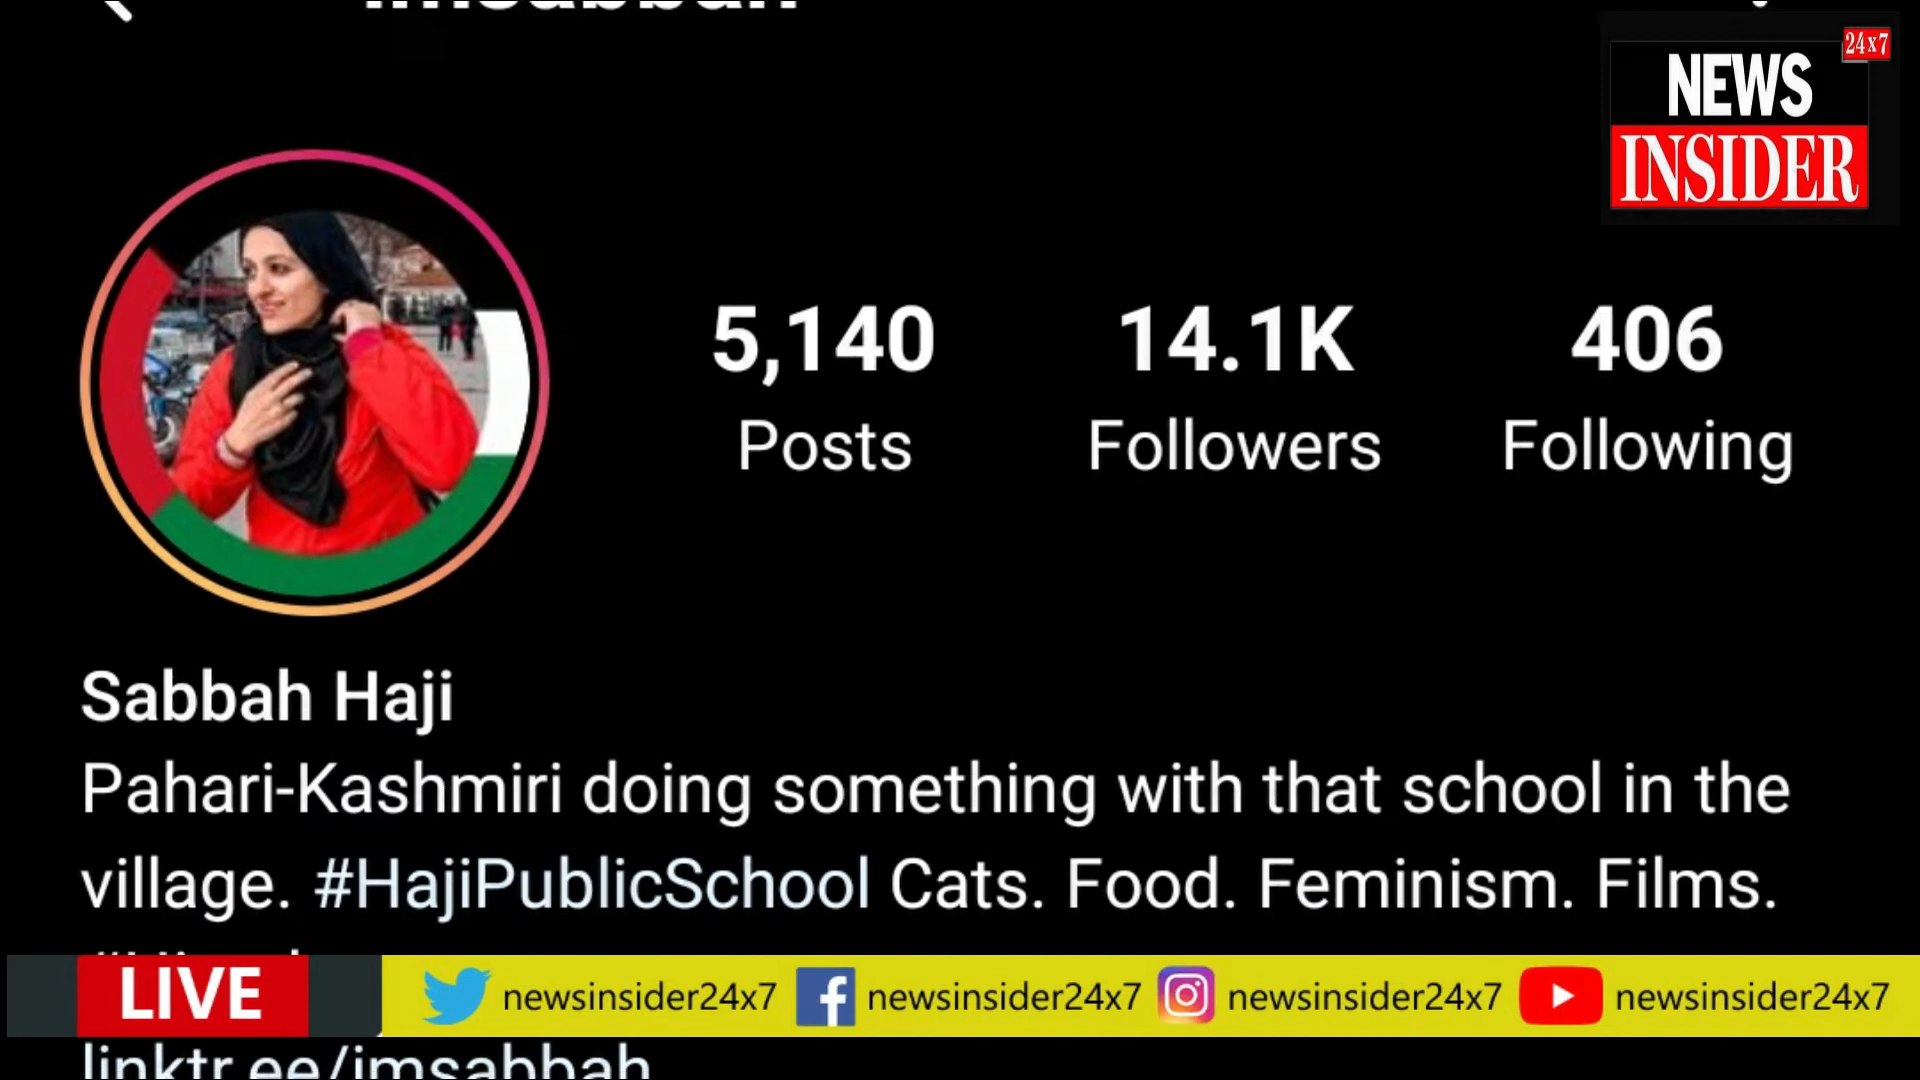 imsabbah
24x7
NEWS
INSIDER
5,140 14.1K 406
Posts Followers Following
Sabbah Haji
Pahari-Kashmiri doing something with that school in the
village. #HajiPublicSchool Cats. Food. Feminism. Films.
LIVE newsinsider24x7 newsinsider24x7 newsinsider24x7 newsinsider24x7
linktr.ee/imsabbah